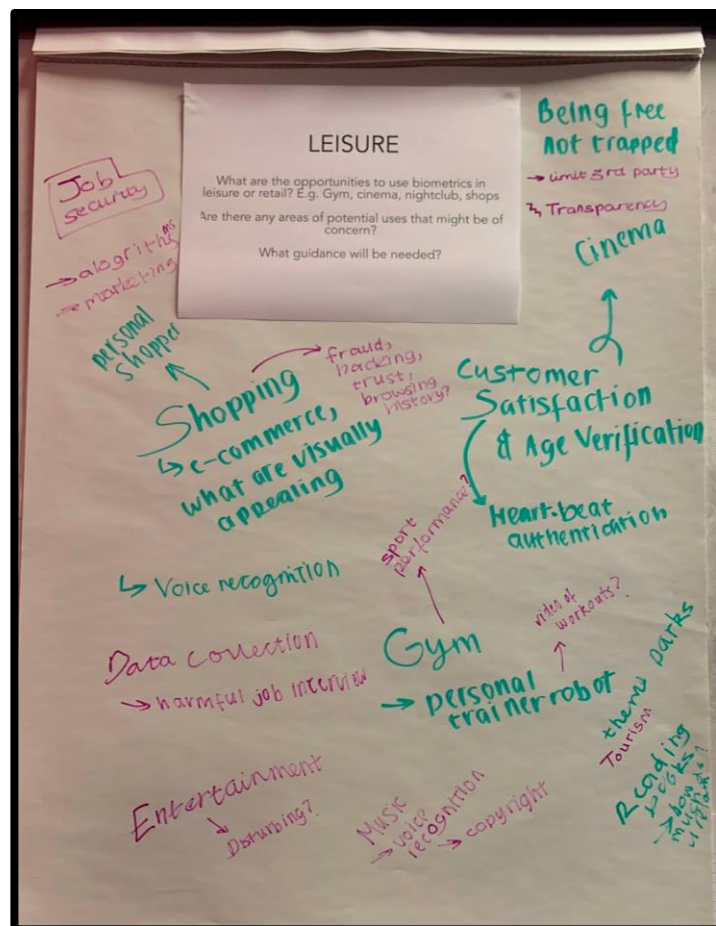 LEISURE
What are the opportunities to use biometrics in
leisure or retail? E.g. Gym, cinema, nightclub, shops
Are there any areas of potential uses that might be of
concern?
What guidance will be needed?
Being free
not trapped
→ limit 3rd party
↳ Transparency
Job
security
→ alogrithms
→ marketing
personal
shopper
Shopping
↳ e-commerce,
what are visually
appealing
fraud,
hacking,
trust,
browsing
history?
Cinema
Customer
Satisfaction
& Age Verification
Heart-beat
authentication
↳ Voice recognition
sport
performance?
Gym
→ personal
trainer robot
video of
workouts?
Data collection
→ harmful job interview
Entertainment
Disturbing?
Music
→ voice
recognition
→ copyright
theme parks
Tourism
Reading
books
→ how
much